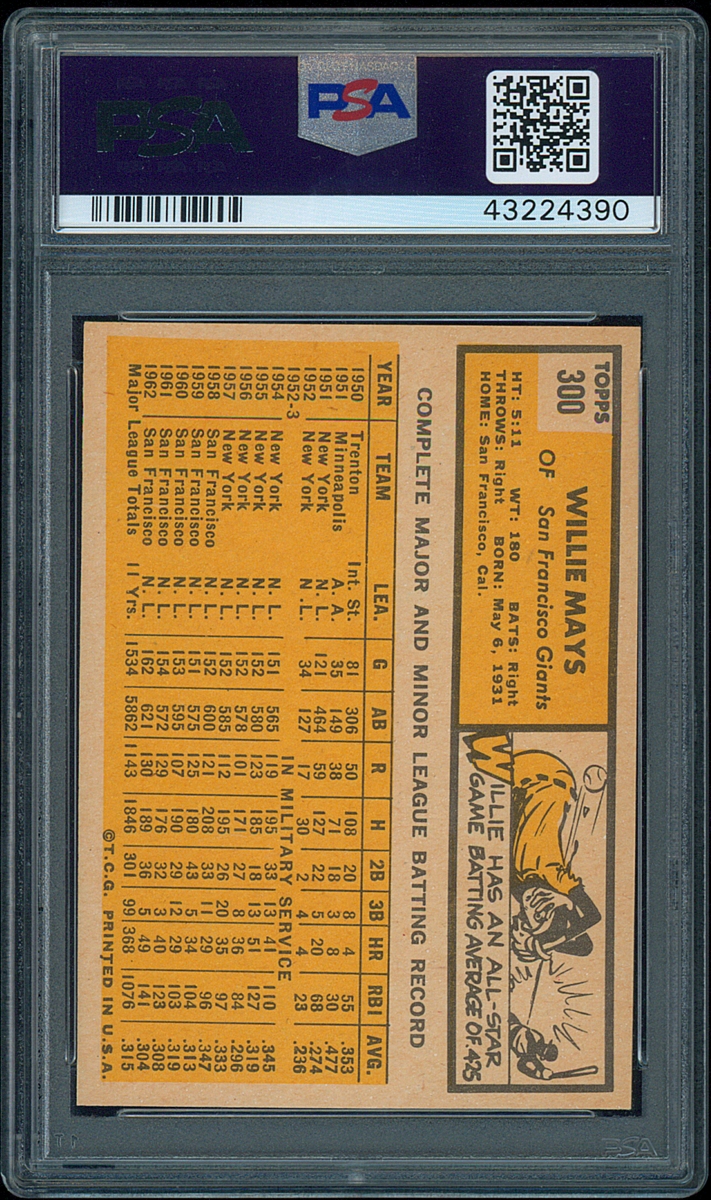 PSA
PSA
43224390
TOPPS
300
WILLIE MAYS
OF San Francisco Giants
HT: 5:11 WT: 180 BATS: Right
THROWS: Right BORN: May 6, 1931
HOME: San Francisco, Cal.
WILLIE HAS AN ALL-STAR
GAME BATTING AVERAGE OF .425
COMPLETE MAJOR AND MINOR LEAGUE BATTING RECORD
YEAR TEAM LEA. G AB R H 2B 3B HR RBI AVG.
1950 Trenton Int. St. 81 306 50 108 20 8 4 55 .353
1951 Minneapolis A. A. 35 149 38 71 18 3 8 30 .477
1951 New York N. L. 121 464 59 127 22 5 20 68 .274
1952 New York N.L. 34 127 17 30 2 4 4 23 .236
1952-3 IN MILITARY SERVICE
1954 New York N. L. 151 565 119 195 33 13 41 110 .345
1955 New York N. L. 152 580 123 185 18 13 51 127 .319
1956 New York N. L. 152 578 101 171 27 8 36 84 .296
1957 New York N. L. 152 585 112 195 26 20 35 97 .333
1958 San Francisco N. L. 152 600 121 208 33 11 29 96 .347
1959 San Francisco N. L. 151 575 125 180 43 5 34 104 .313
1960 San Francisco N. L. 153 595 107 190 29 12 29 103 .319
1961 San Francisco N. L. 154 572 129 176 32 3 40 123 .308
1962 San Francisco N. L. 162 621 130 189 36 5 49 141 .304
Major League Totals 11 Yrs. 1534 5862 1143 1846 301 99 368 1076 .315
©T.C.G. PRINTED IN U.S.A.
PSA